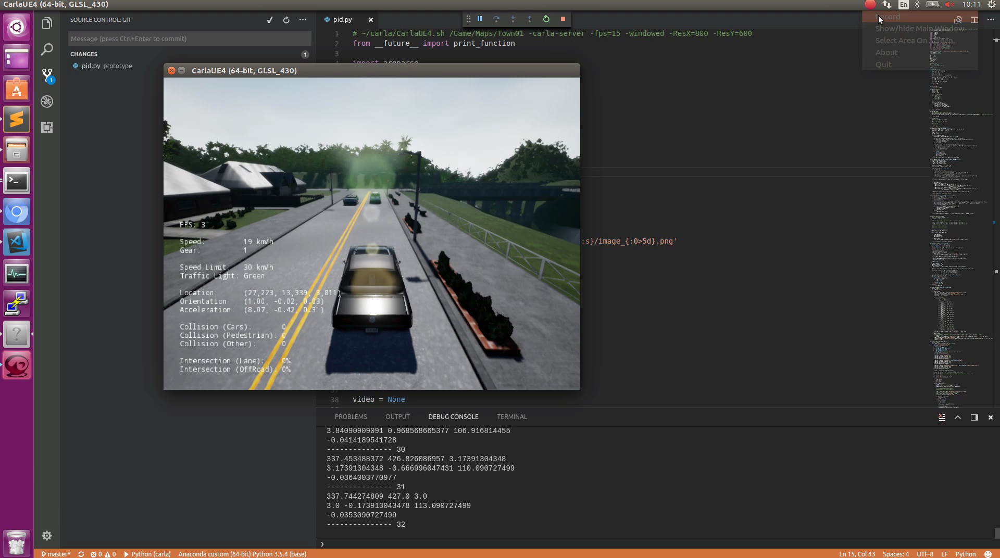 CarlaUE4 (64-bit, GLSL_430)
En
10:11
SOURCE CONTROL: GIT
Message (press Ctrl+Enter to commit)
CHANGES
1
pid.py prototype
1
pid.py
Record
Show/hide Main Window
Select Area On Screen
About
Quit
1 # ~/carla/CarlaUE4.sh /Game/Maps/Town01 -carla-server -fps=15 -windowed -ResX=800 -ResY=600
2 from __future__ import print_function
3
4 import argparse
CarlaUE4 (64-bit, GLSL_430)
FPS: 3
Speed: 19 km/h
Gear: 1
Speed Limit: 30 km/h
Traffic Light: Green
Location: (27,223, 13,339, 3,811)
Orientation: (1.00, -0.02, 0.03)
Acceleration: (8.07, -0.42, 0.31)
Collision (Cars): 0
Collision (Pedestrian): 0
Collision (Other): 0
Intersection (Lane): 0%
Intersection (OffRoad): 0%
:s}/image_{:0>5d}.png'
38 video = None
PROBLEMS OUTPUT DEBUG CONSOLE TERMINAL
3.84090909091 0.968568665377 106.916814455
-0.0414189541728
--------------- 30
337.453488372 426.826086957 3.17391304348
3.17391304348 -0.666996047431 110.090727499
-0.0364003770977
--------------- 31
337.744274809 427.0 3.0
3.0 -0.173913043478 113.090727499
-0.0353090727499
--------------- 32
master* 0 0 Python (carla) Anaconda custom (64-bit) Python 3.5.4 (base) Ln 15, Col 43 Spaces: 4 UTF-8 LF Python